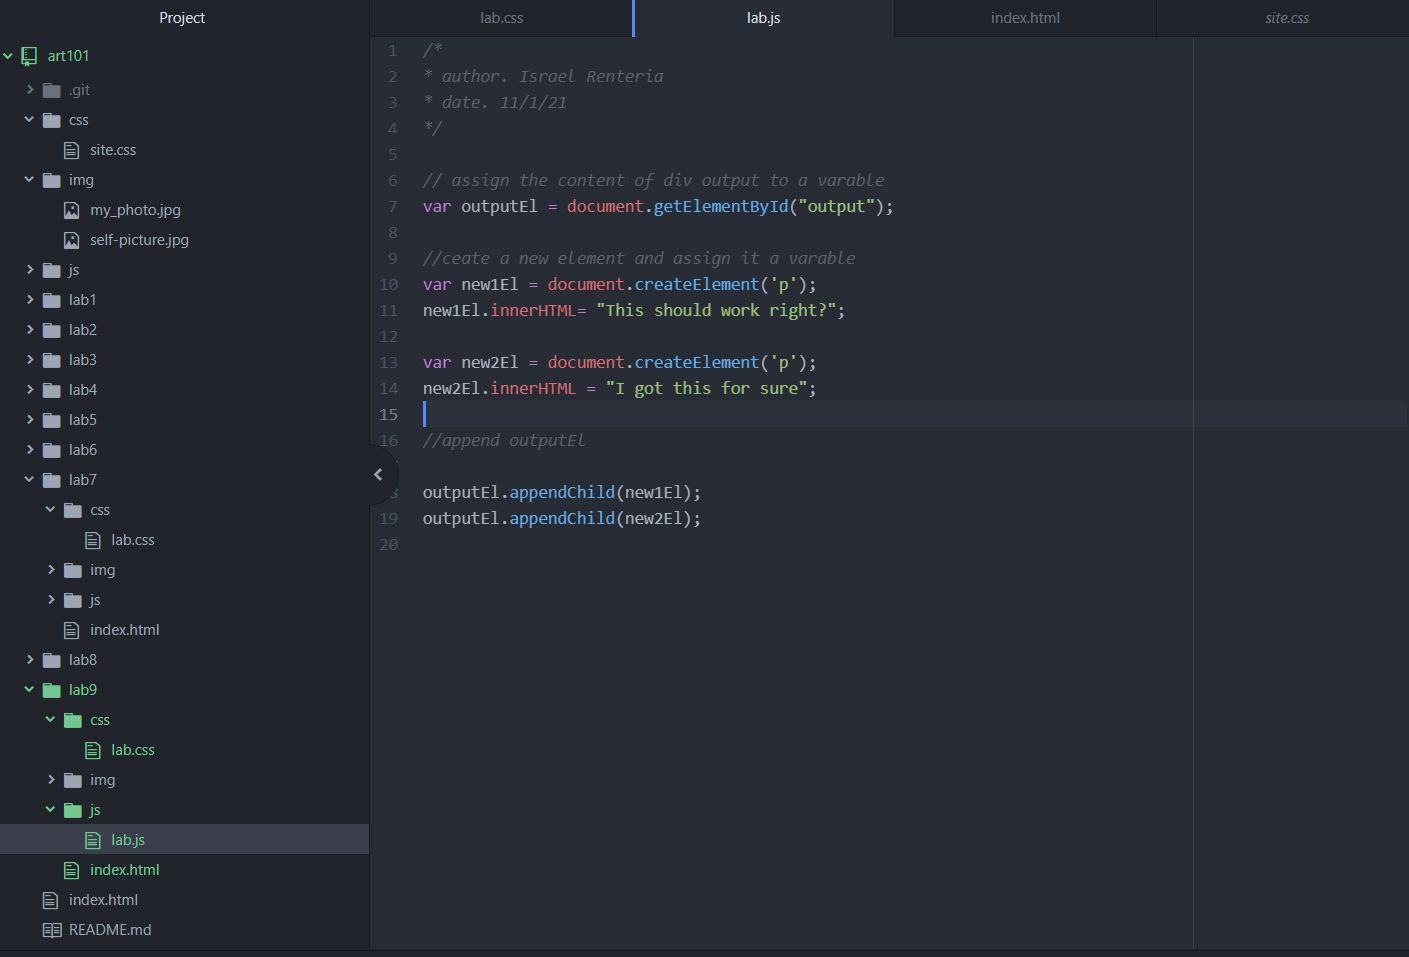 Project
art101
.git
css
site.css
img
my_photo.jpg
self-picture.jpg
js
lab1
lab2
lab3
lab4
lab5
lab6
lab7
css
lab.css
img
js
index.html
lab8
lab9
css
lab.css
img
js
lab.js
index.html
index.html
README.md
lab.css lab.js index.html site.css
1 /*
2 * author. Israel Renteria
3 * date. 11/1/21
4 */
5
6 // assign the content of div output to a varable
7 var outputEl = document.getElementById("output");
8
9 //ceate a new element and assign it a varable
10 var new1El = document.createElement('p');
11 new1El.innerHTML= "This should work right?";
12
13 var new2El = document.createElement('p');
14 new2El.innerHTML = "I got this for sure";
15
16 //append outputEl
outputEl.appendChild(new1El);
19 outputEl.appendChild(new2El);
20